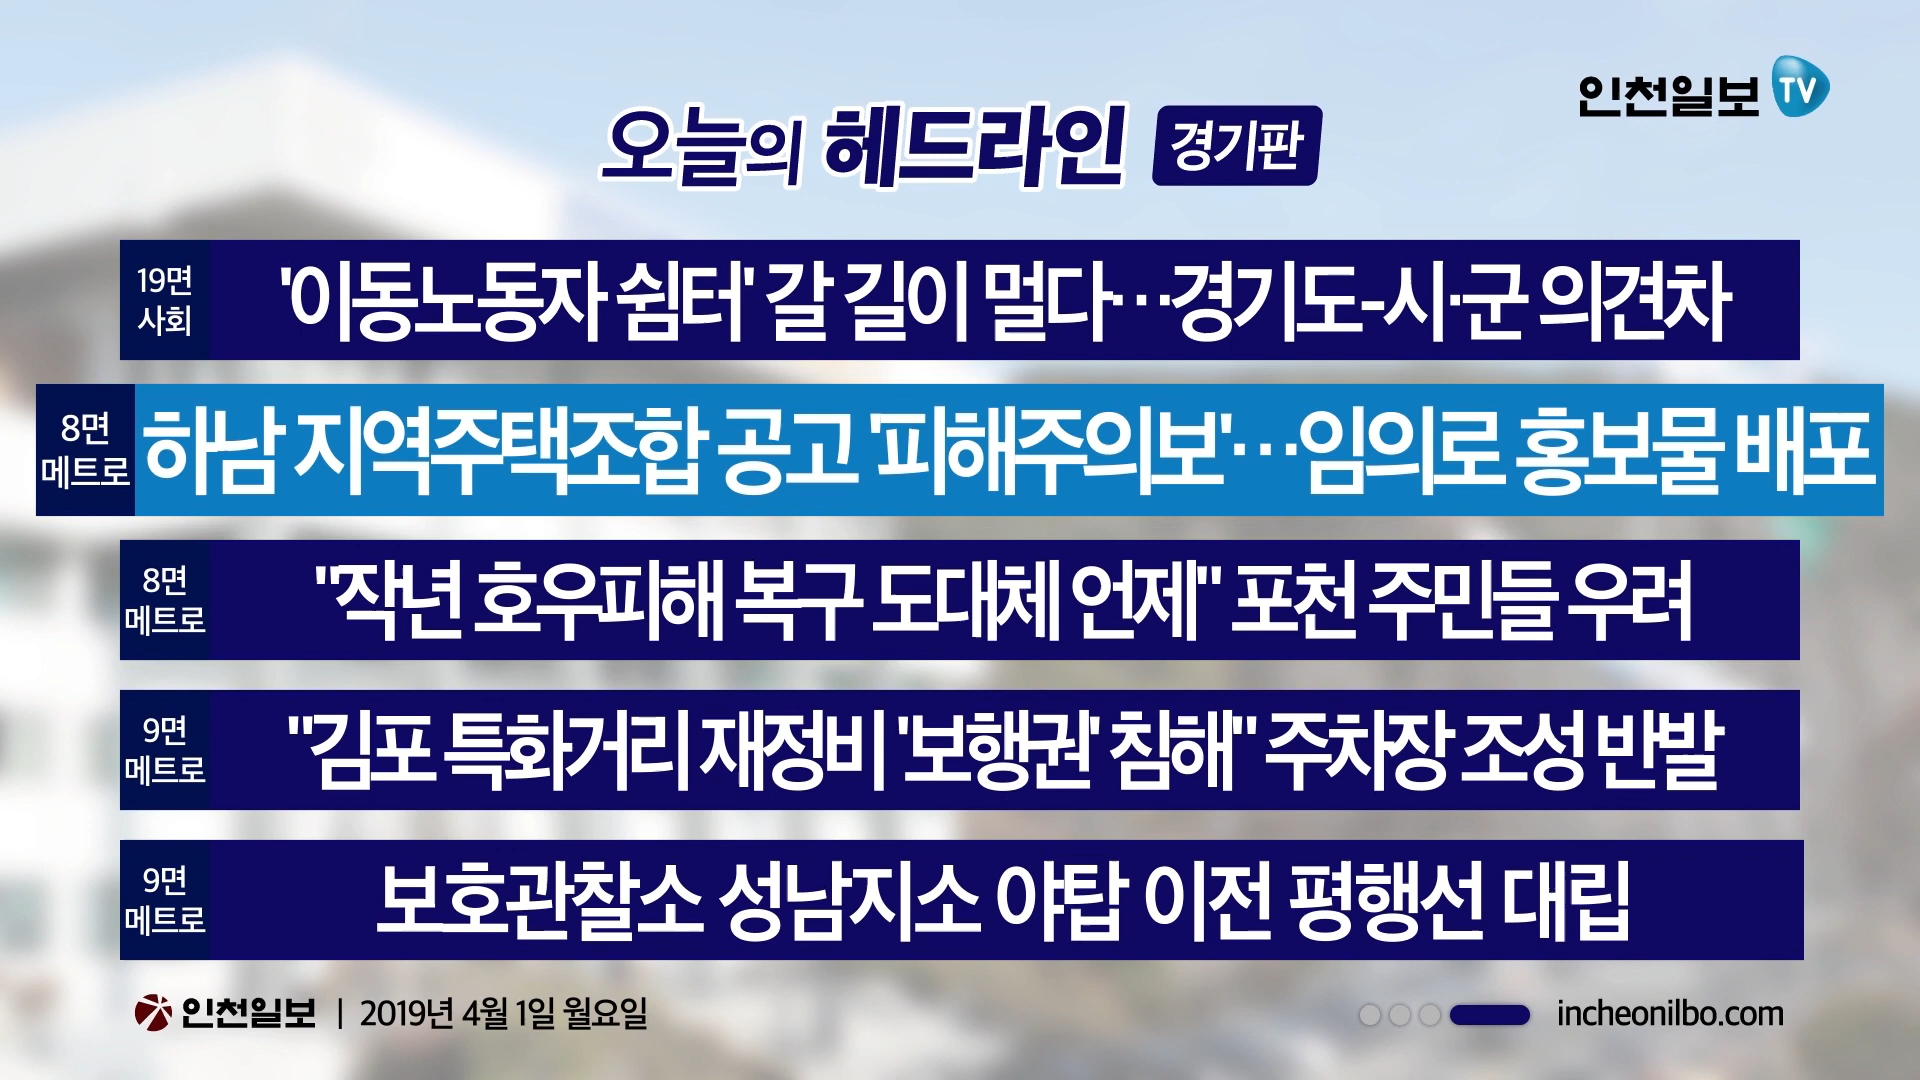 인천일보 TV
오늘의 헤드라인 경기판
19면
사회
'이동노동자 쉼터' 갈 길이 멀다…경기도-시·군 의견차
8면
메트로
하남 지역주택조합 공고 '피해주의보'…임의로 홍보물 배포
8면
메트로
"작년 호우피해 복구 도대체 언제" 포천 주민들 우려
9면
메트로
"김포 특화거리 재정비 '보행권' 침해" 주차장 조성 반발
9면
메트로
보호관찰소 성남지소 야탑 이전 평행선 대립
인천일보 | 2019년 4월 1일 월요일
incheonilbo.com